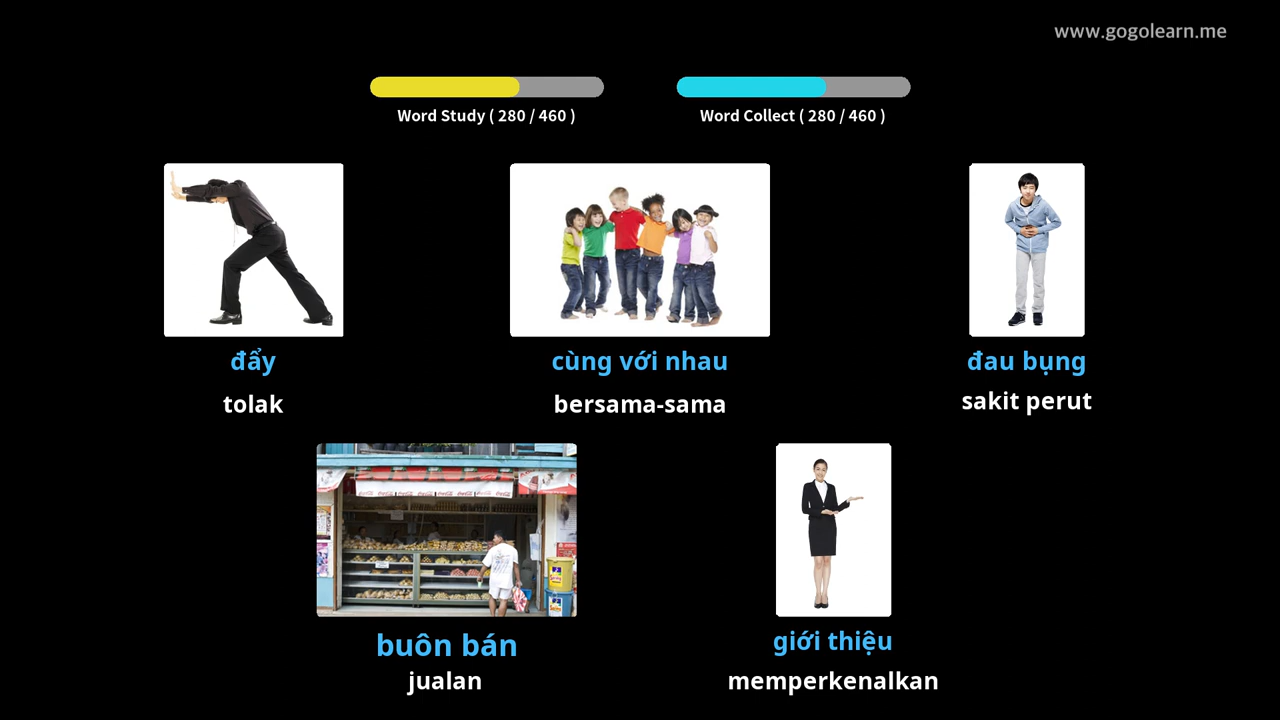 www.gogolearn.me
Word Study ( 280 / 460 )
Word Collect ( 280 / 460 )
đẩy
cùng với nhau
đau bụng
tolak
bersama-sama
sakit perut
buôn bán
giới thiệu
jualan
memperkenalkan